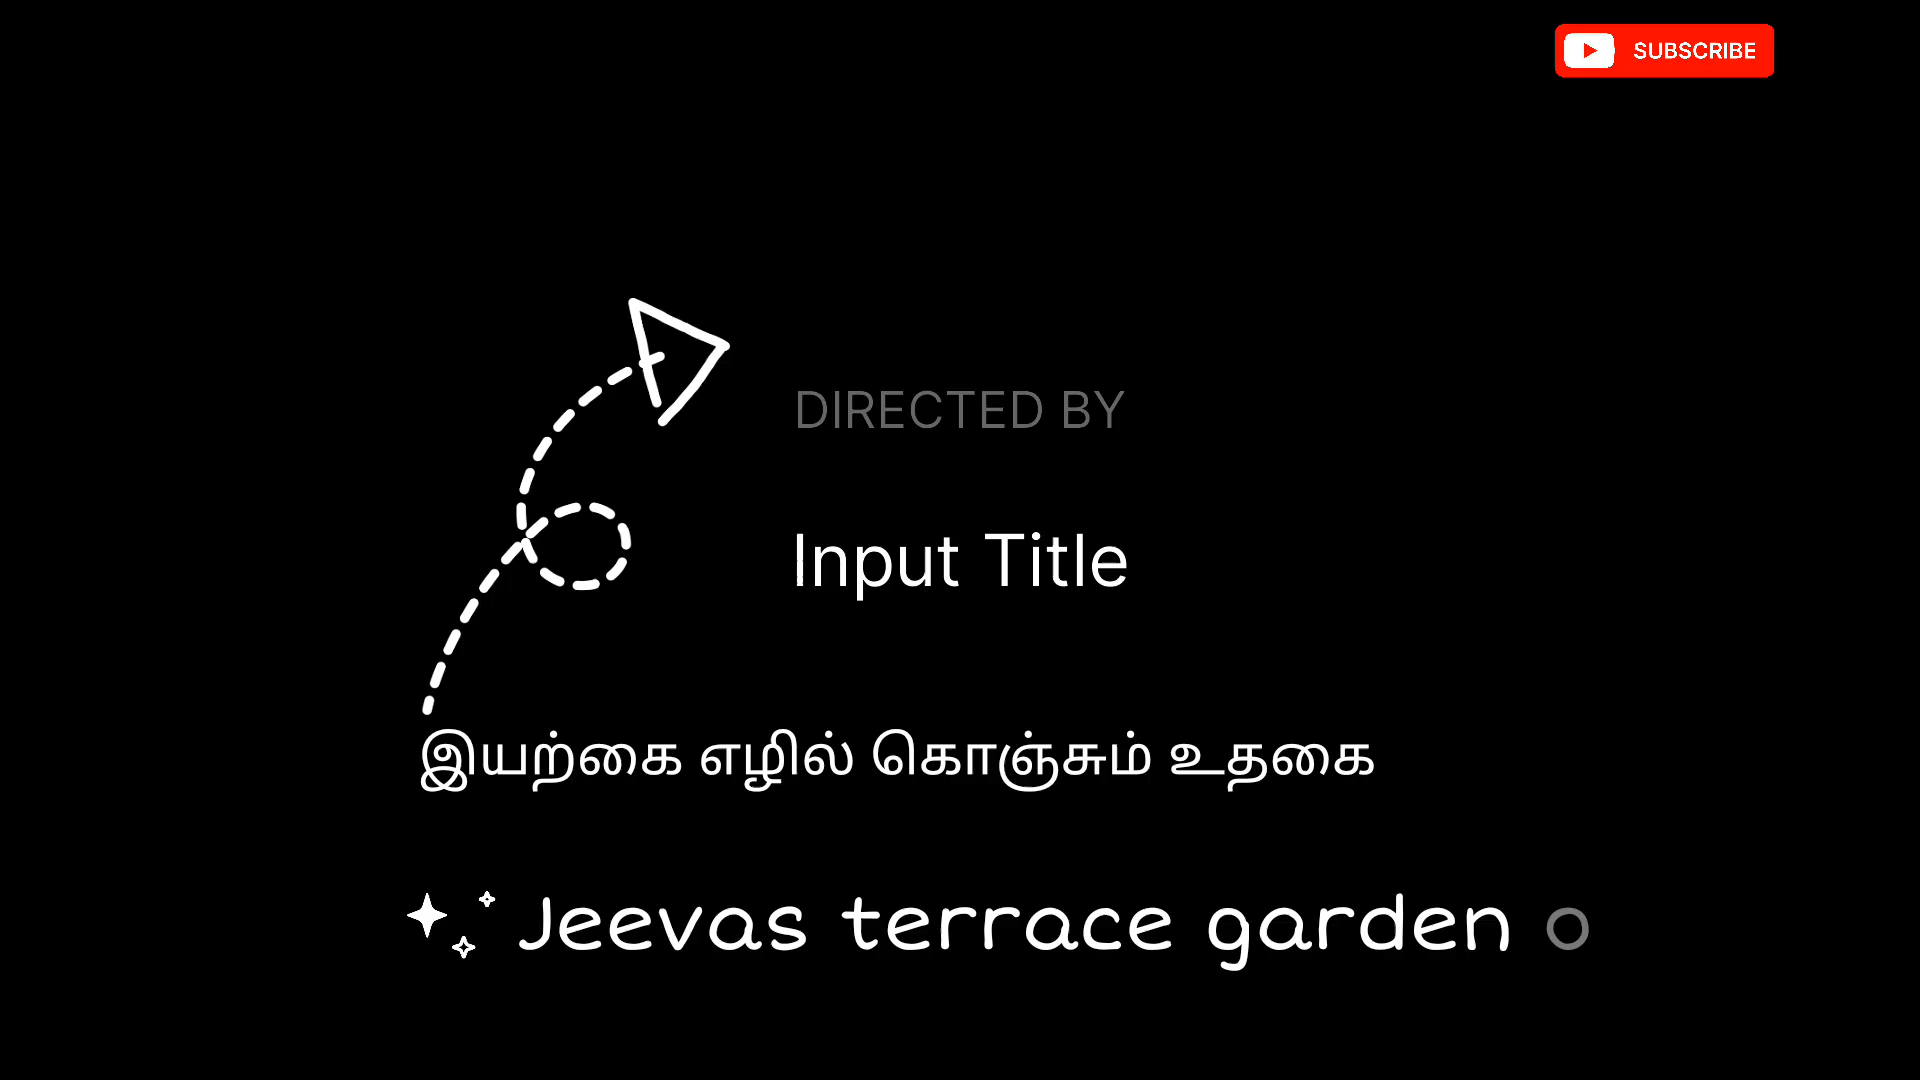 SUBSCRIBE
DIRECTED BY
Input Title
இயற்கை எழில் கொஞ்சும் உதகை
Jeevas terrace garden o